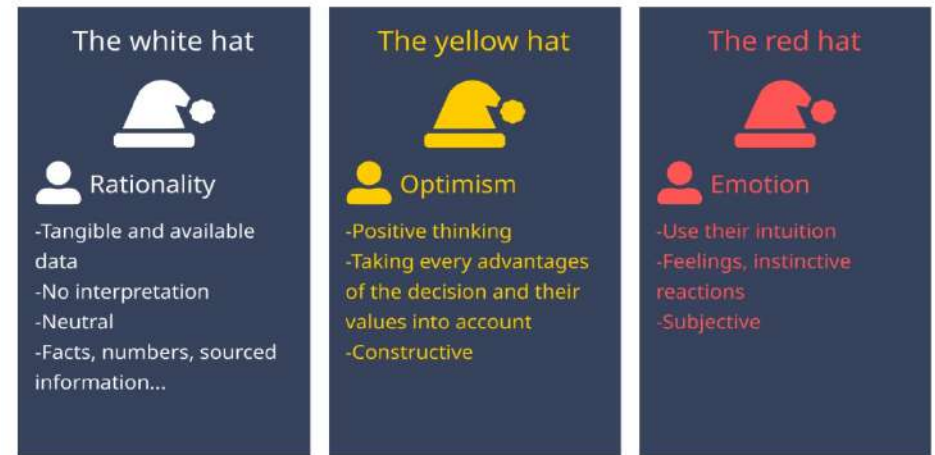 The white hat
Rationality
-Tangible and available
data
-No interpretation
-Neutral
-Facts, numbers, sourced
information...
The yellow hat
Optimism
-Positive thinking
-Taking every advantages
of the decision and their
values into account
-Constructive
The red hat
Emotion
-Use their intuition
-Feelings, instinctive
reactions
-Subjective